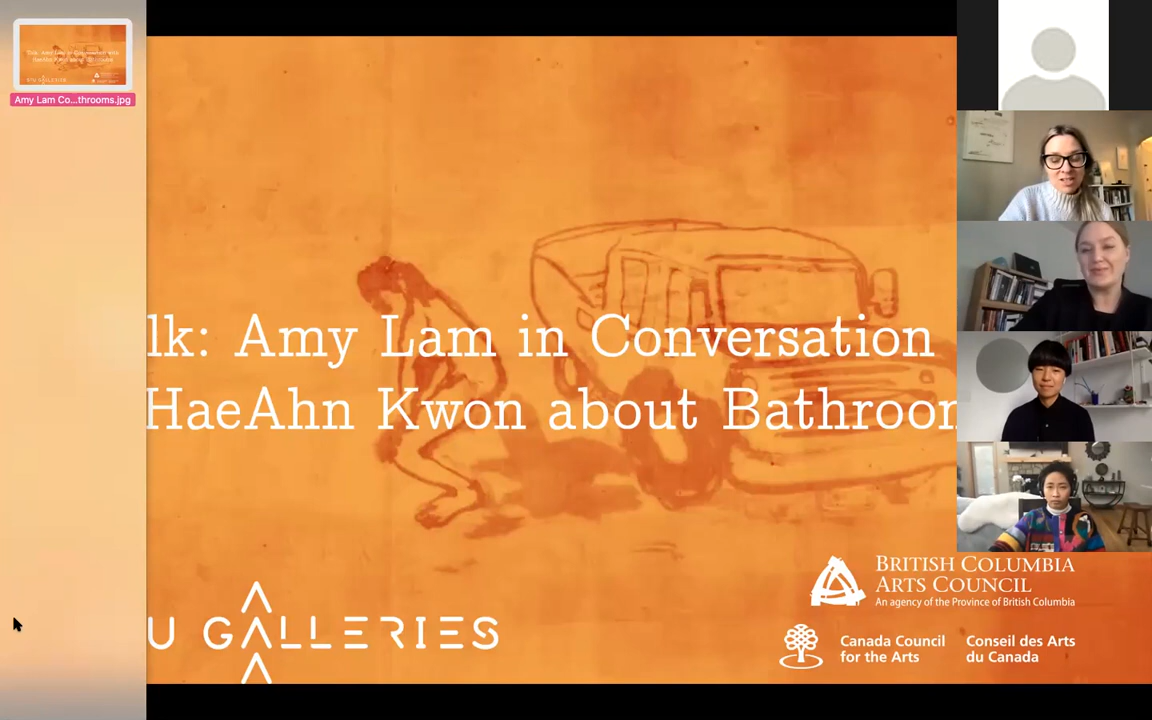 Amy Lam Co...throoms.jpg
lk: Amy Lam in Conversation
HaeAhn Kwon about Bathroom
U GALLERIES
BRITISH COLUMBIA
ARTS COUNCIL
An agency of the Province of British Columbia
Canada Council
for the Arts
Conseil des Arts
du Canada